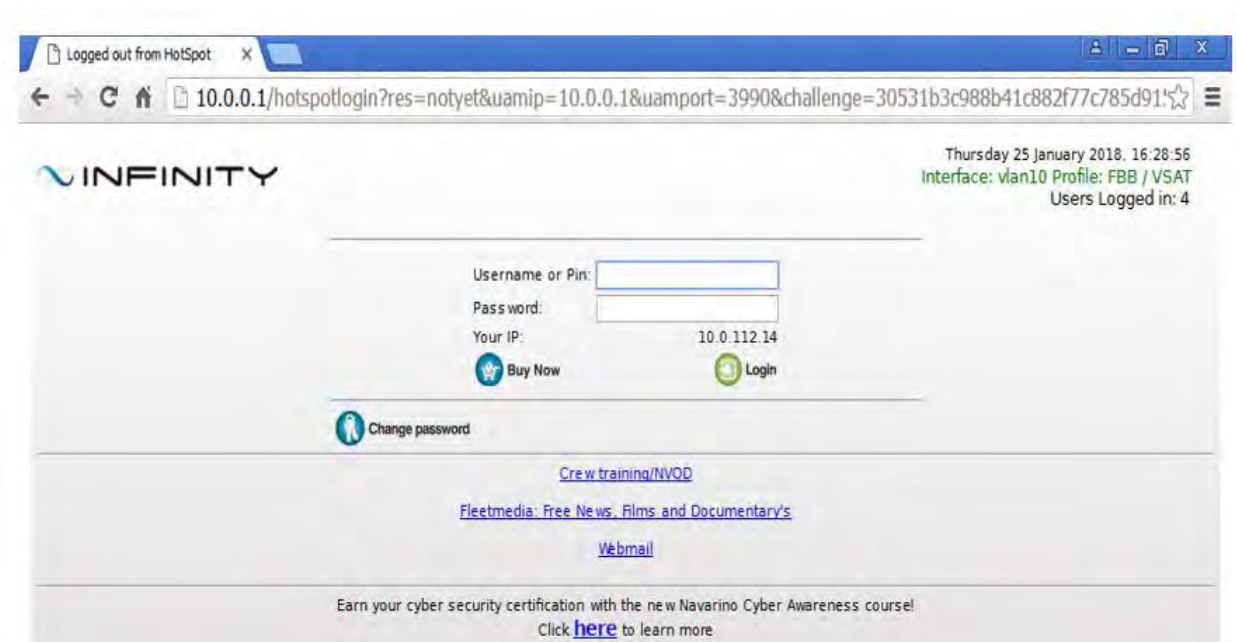 Logged out from HotSpot
10.0.0.1/hotspotlogin?res=notyet&uamip=10.0.0.1&uamport=3990&challenge=30531b3c988b41c882f77c785d91
INFINITY
Thursday 25 January 2018, 16:28:56
Interface: vlan10 Profile: FBB / VSAT
Users Logged in: 4
Username or Pin:
Password:
Your IP: 10.0.112.14
Buy Now Login
Change password
Crew training/NVOD
Fleetmedia: Free News, Films and Documentary's
Webmail
Earn your cyber security certification with the new Navarino Cyber Awareness course!
Click here to learn more